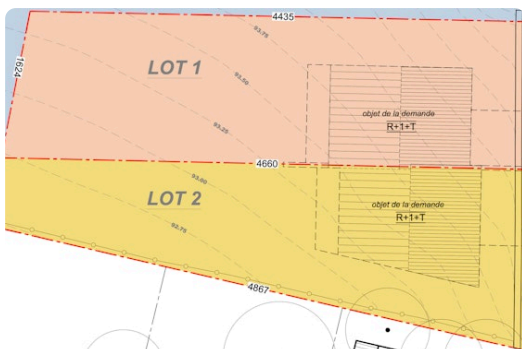 4435
93.75
1624
LOT 1
93.50
objet de la demande
R+1+T
93.25
4660
93.00
LOT 2
objet de la demande
R+1+T
92.75
4867